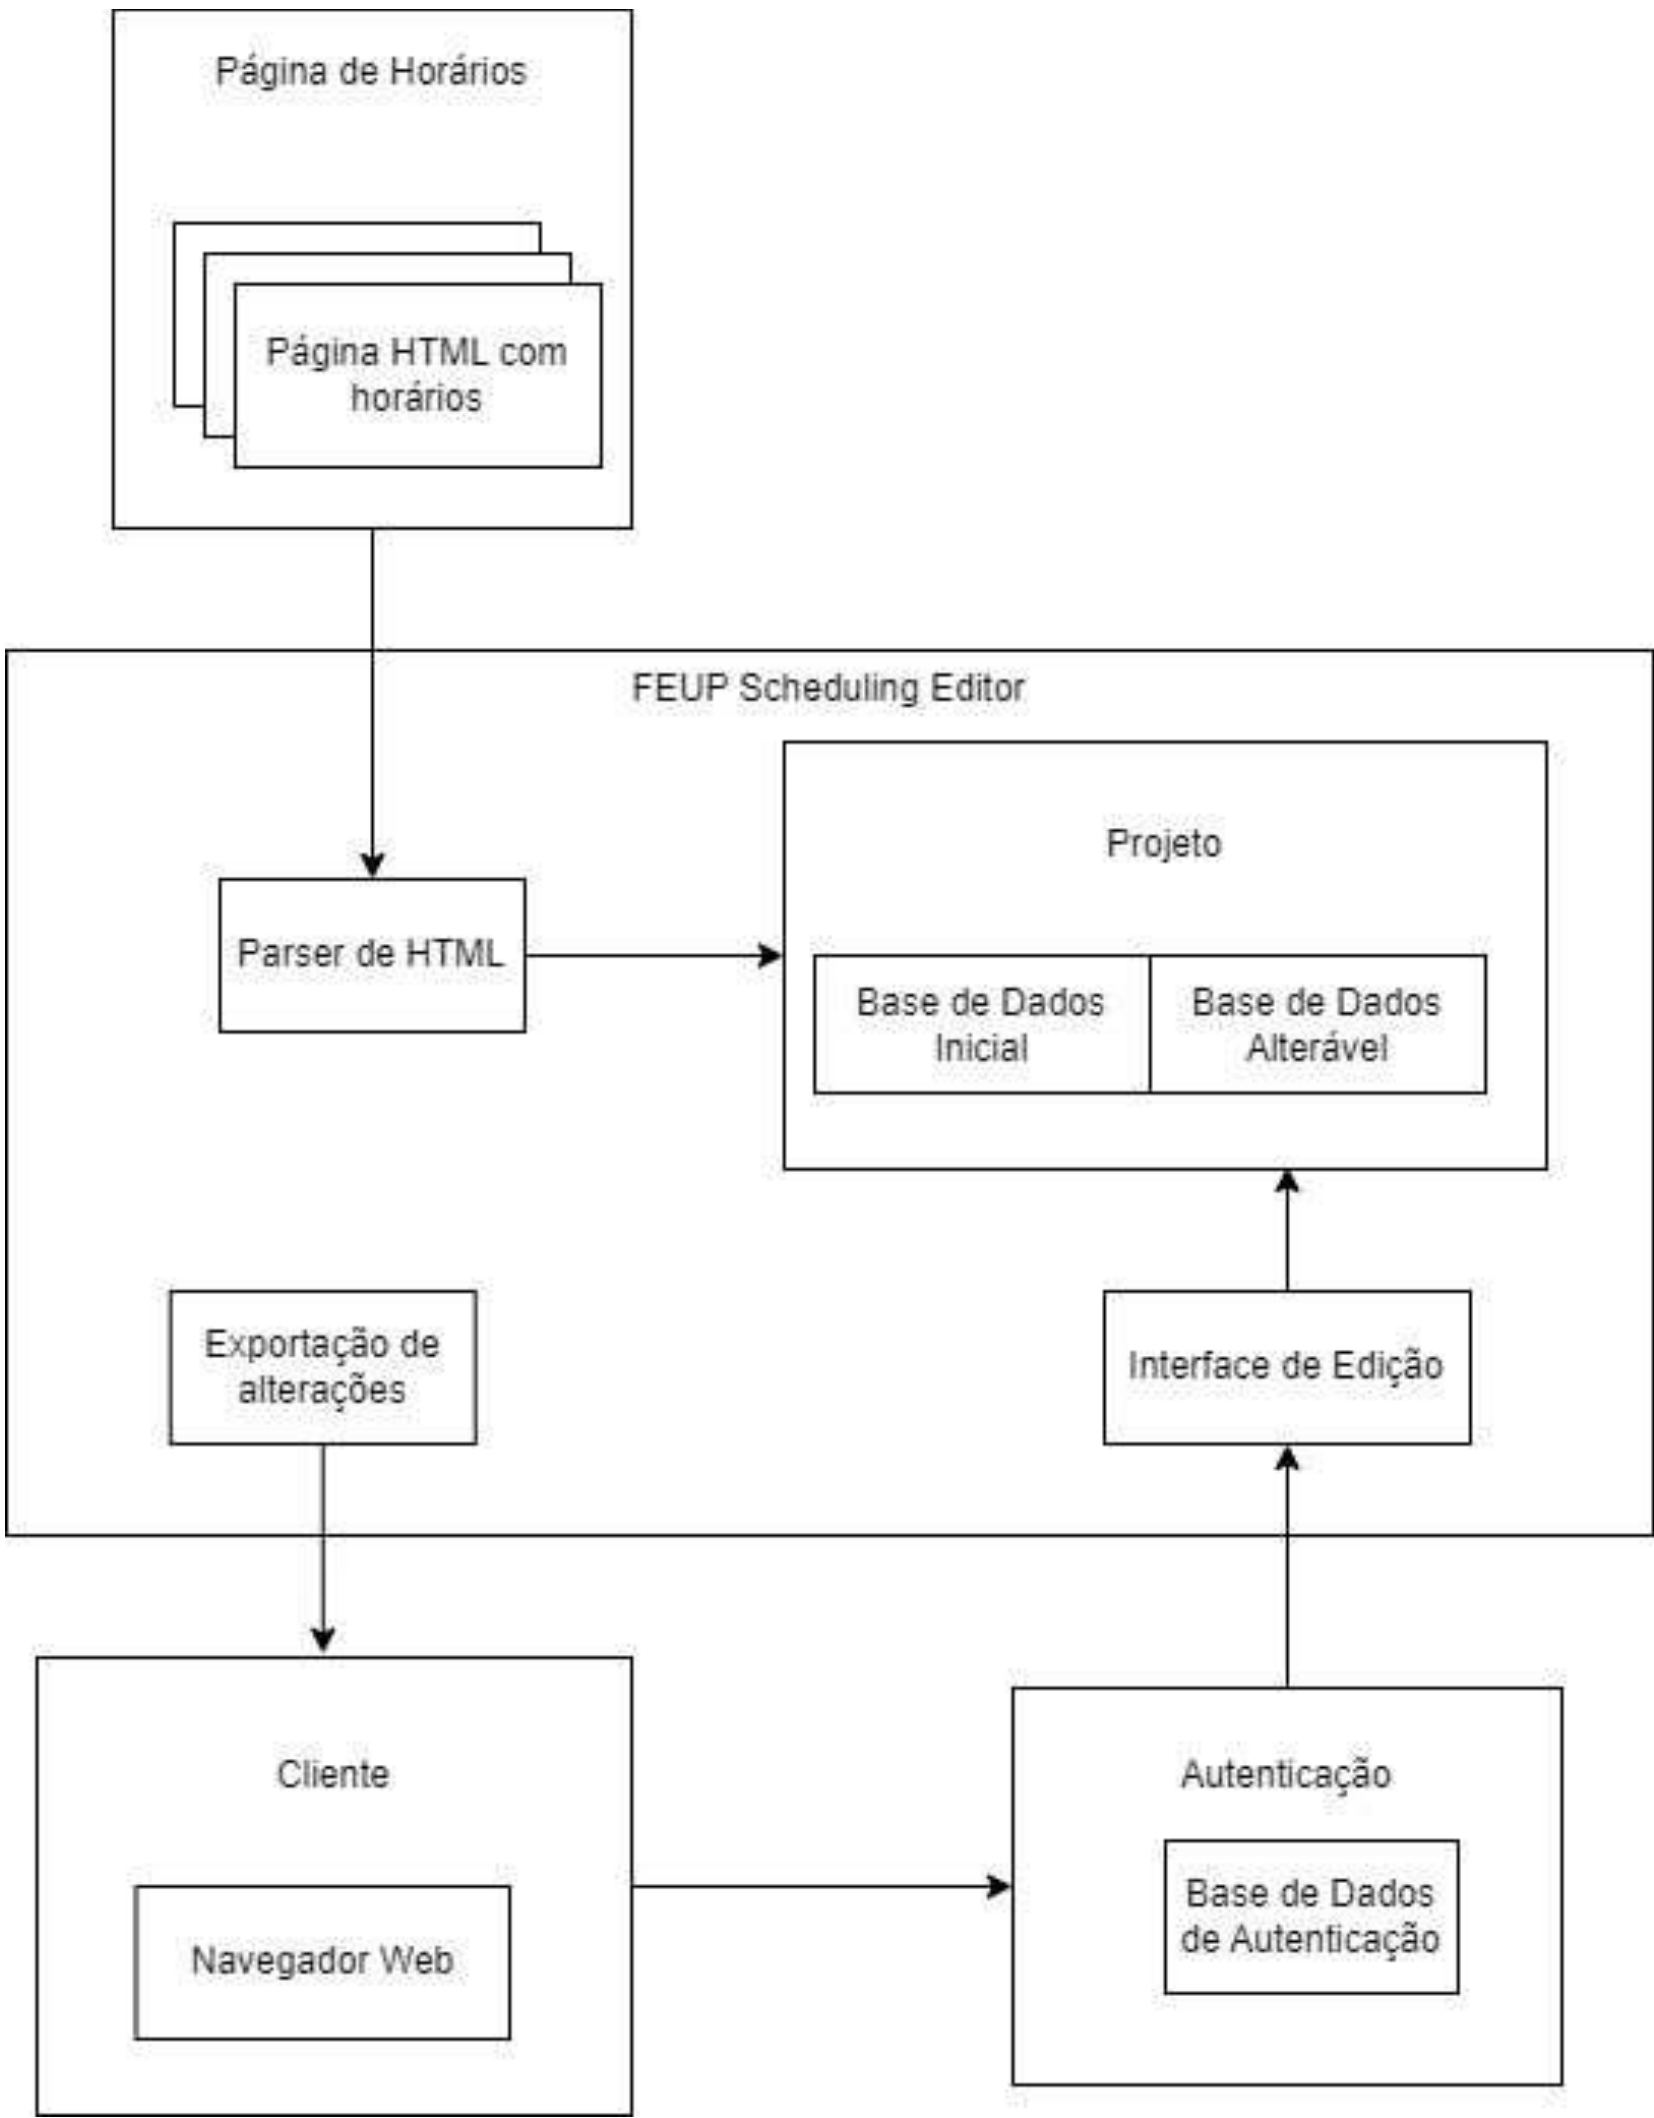 Página de Horários
Página HTML com
horários
FEUP Scheduling Editor
Projeto
Parser de HTML
Base de Dados
Inicial
Base de Dados
Alterável
Exportação de
alterações
Interface de Edição
Cliente
Navegador Web
Autenticação
Base de Dados
de Autenticação